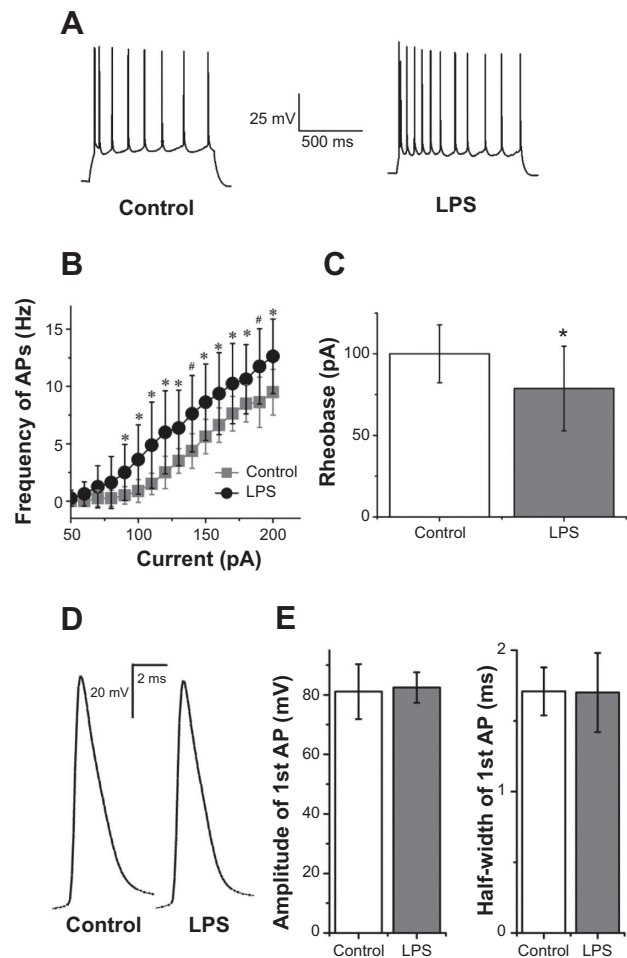 A
25 mV
500 ms
Control
LPS
B
Frequency of APs (Hz)
15
10
5
0
* * * * * # * * * * # *
Control
LPS
50
100
150
200
Current (pA)
C
Rheobase (pA)
100
50
0
*
Control
LPS
D
20 mV
2 ms
Control
LPS
E
Amplitude of 1st AP (mV)
80
60
40
20
0
Control
LPS
Half-width of 1st AP (ms)
2
1
0
Control
LPS